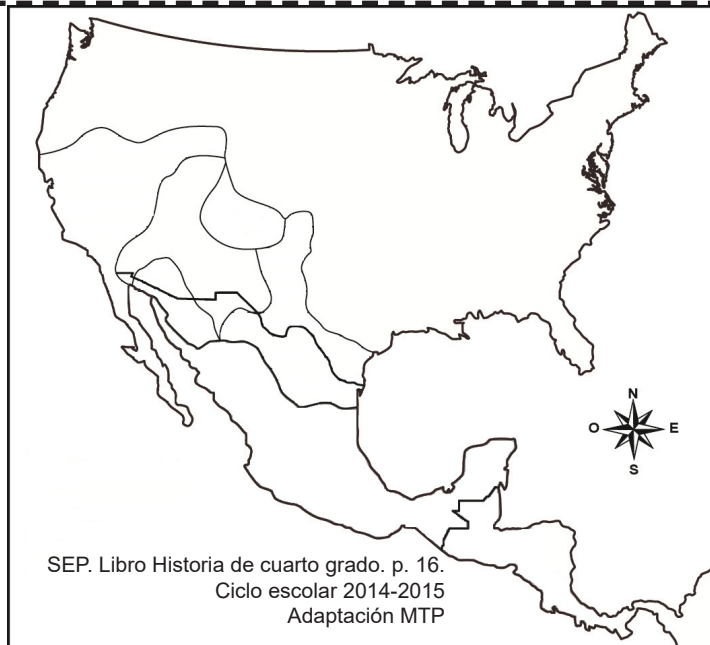 N
O E
S
SEP. Libro Historia de cuarto grado. p. 16.
Ciclo escolar 2014-2015
Adaptación MTP